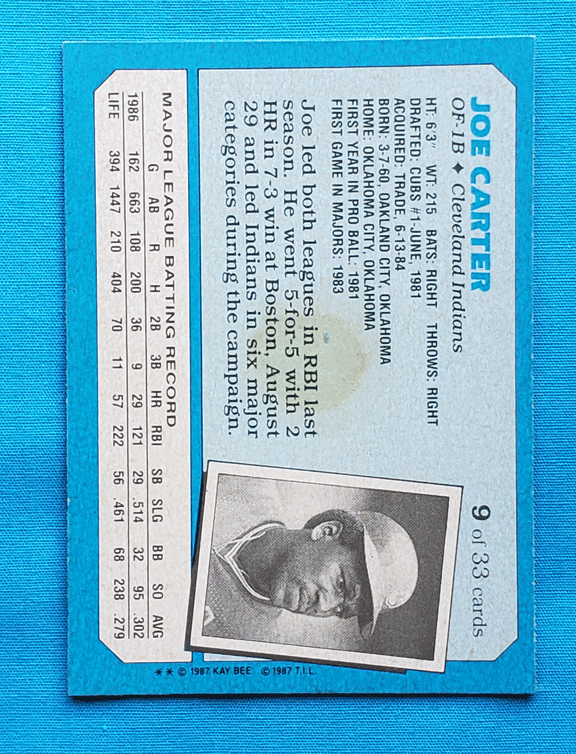 JOE CARTER
OF-1B ✦ Cleveland Indians
9 of 33 cards
HT: 6'3" WT: 215 BATS: RIGHT THROWS: RIGHT
DRAFTED: CUBS #1-JUNE, 1981
ACQUIRED: TRADE, 6-13-84
BORN: 3-7-60, OAKLAND CITY, OKLAHOMA
HOME: OKLAHOMA CITY, OKLAHOMA
FIRST YEAR IN PRO BALL: 1981
FIRST GAME IN MAJORS: 1983
Joe led both leagues in RBI last
season. He went 5-for-5 with 2
HR in 7-3 win at Boston, August
29 and led Indians in six major
categories during the campaign.
MAJOR LEAGUE BATTING RECORD
G AB R H 2B 3B HR RBI SB SLG BB SO AVG
1986 162 663 108 200 36 9 29 121 29 .514 32 95 .302
LIFE 394 1447 210 404 70 11 57 222 56 .461 68 238 .279
** © 1987 KAY BEE © 1987 T.I.L.